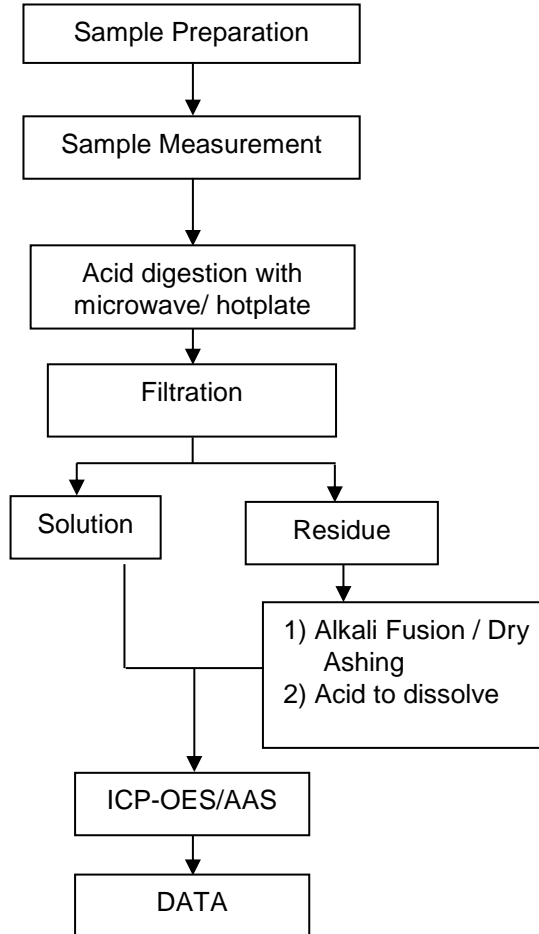 Sample Preparation
Sample Measurement
Acid digestion with
microwave/ hotplate
Filtration
Solution
Residue
1) Alkali Fusion / Dry
Ashing
2) Acid to dissolve
ICP-OES/AAS
DATA